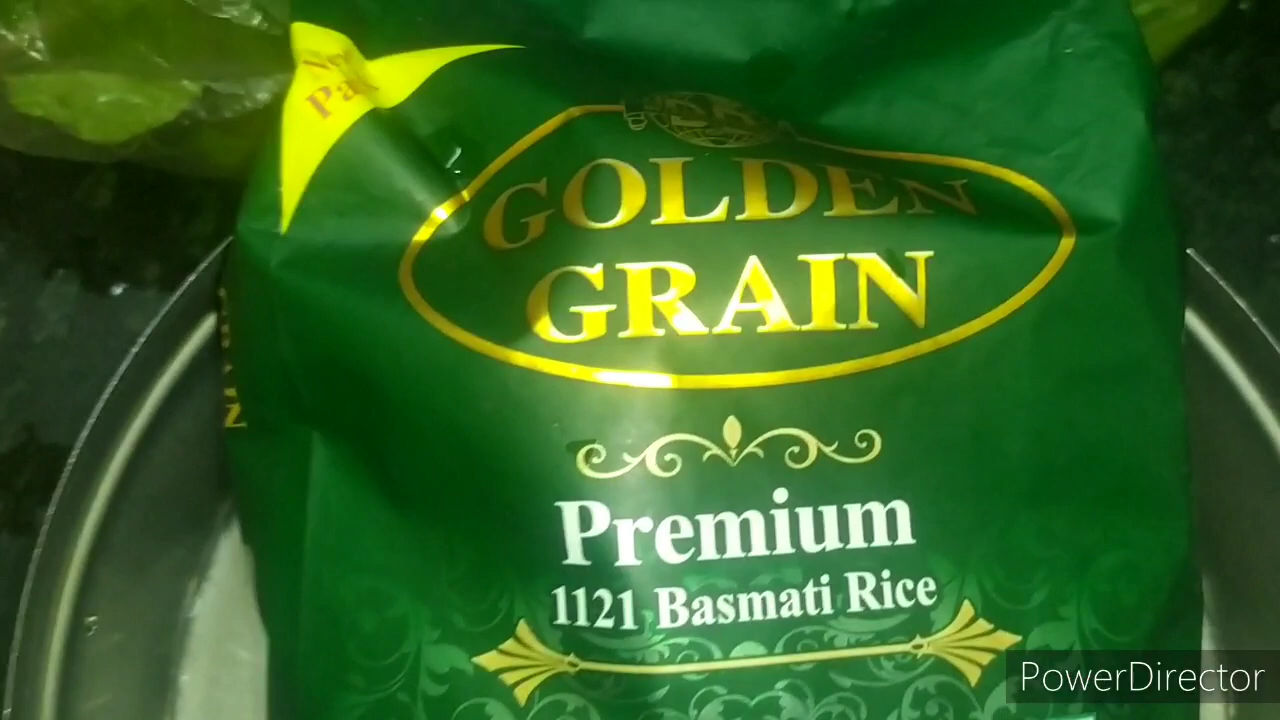 GOLDEN
GRAIN
Premium
1121 Basmati Rice
PowerDirector